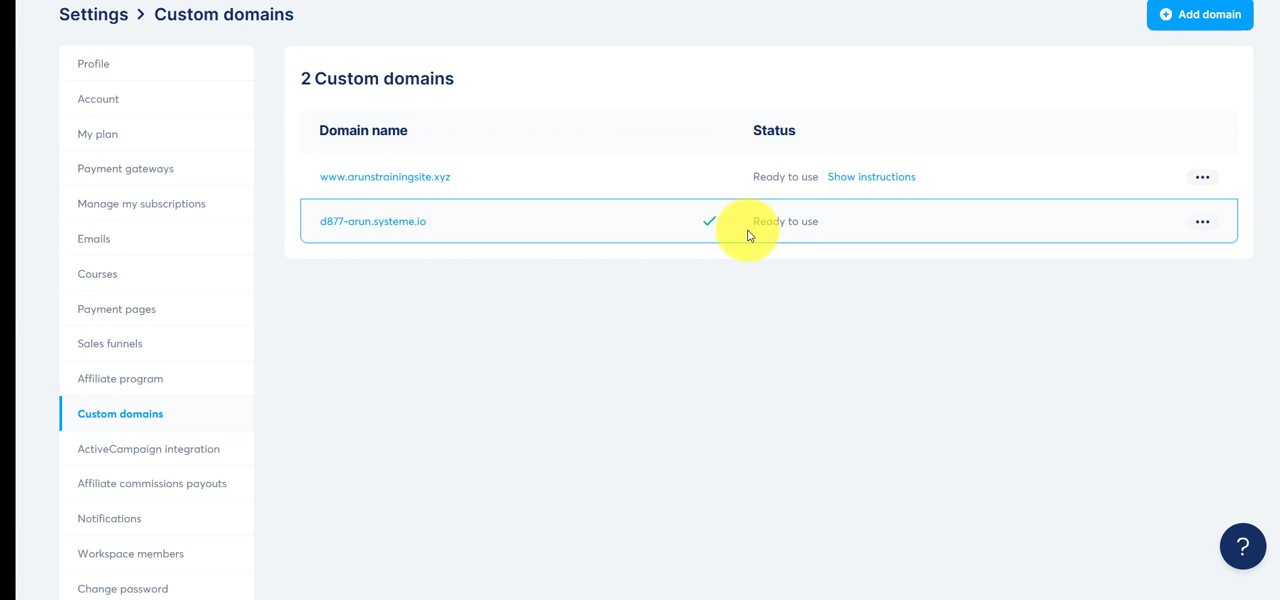 Settings > Custom domains
Add domain
Profile
Account
My plan
Payment gateways
Manage my subscriptions
Emails
Courses
Payment pages
Sales funnels
Affiliate program
Custom domains
ActiveCampaign integration
Affiliate commissions payouts
Notifications
Workspace members
Change password
2 Custom domains
Domain name Status
www.arunstrainingsite.xyz Ready to use Show instructions
d877-arun.systeme.io Ready to use
?